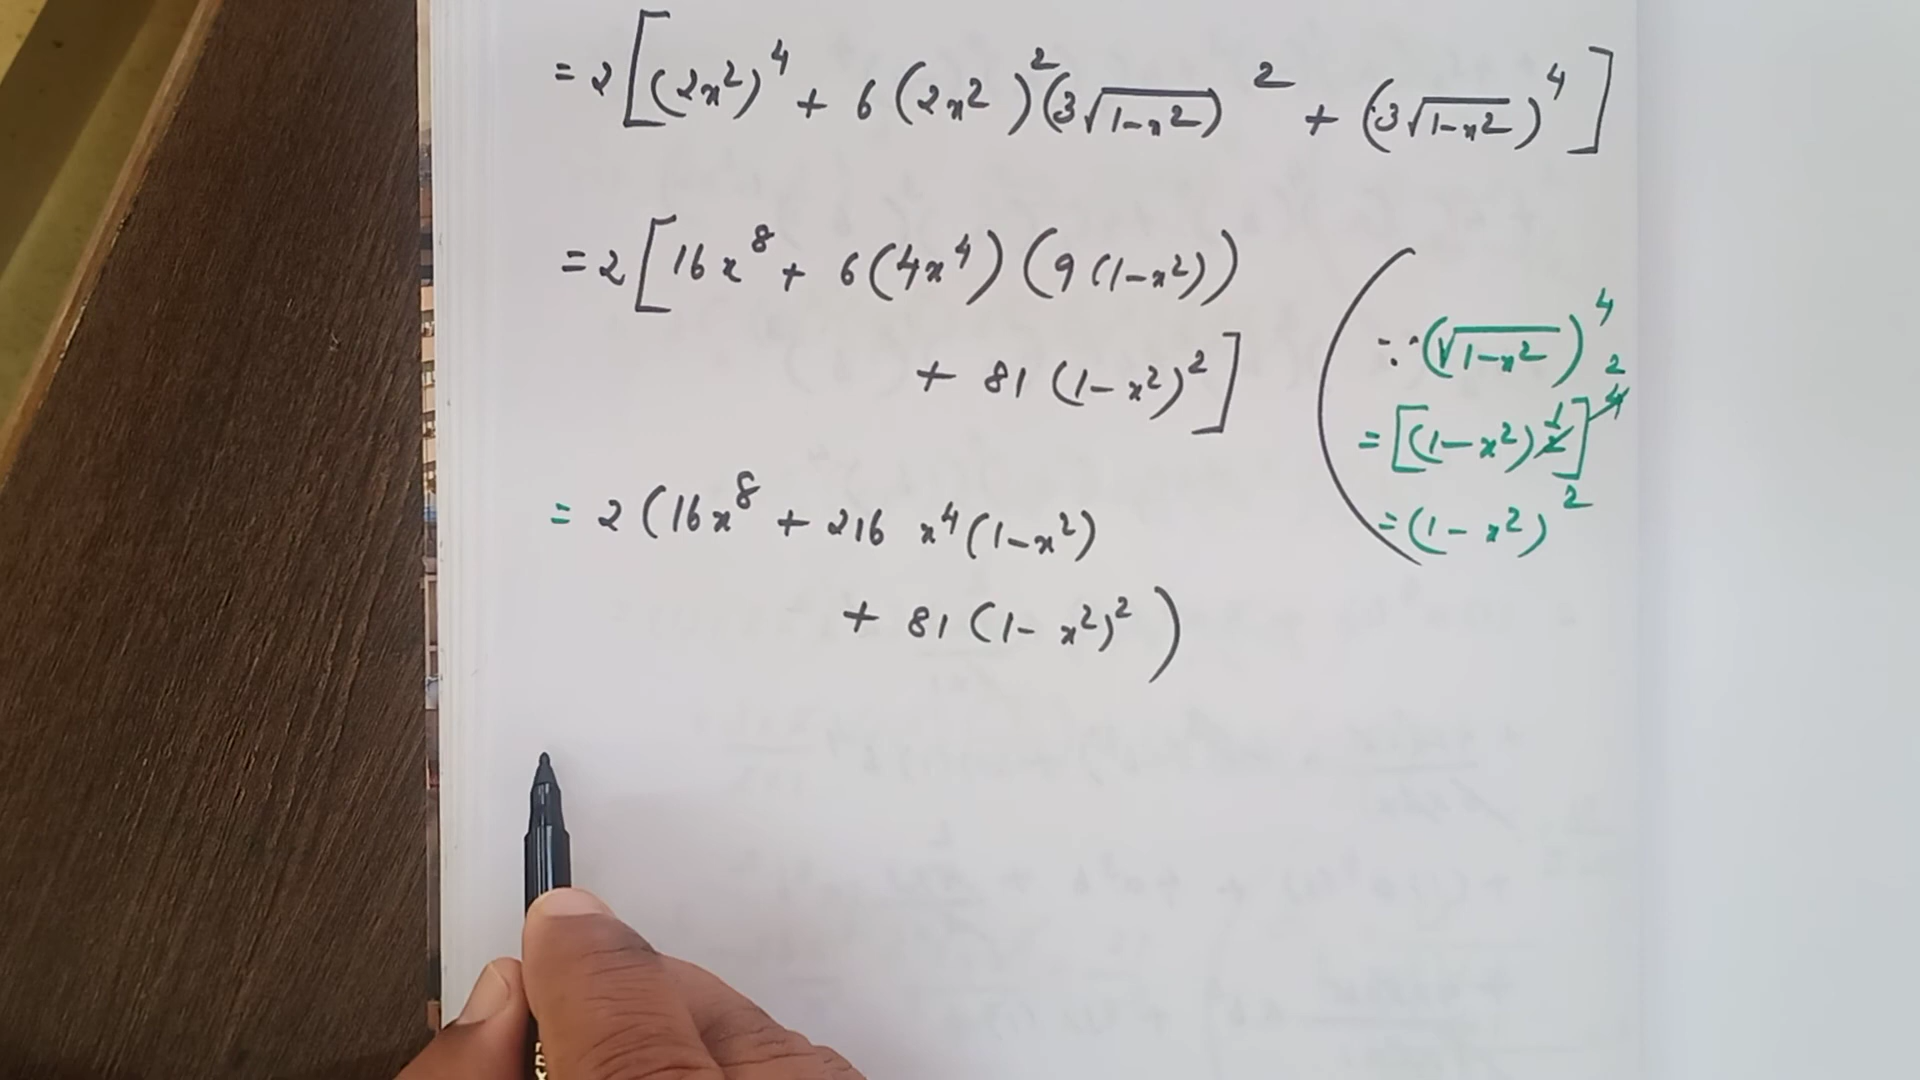 = 2 [(2x²)⁴ + 6 (2x²)² (3√(1-x²))² + (3√(1-x²))⁴]
= 2 [16x⁸ + 6 (4x⁴) (9 (1-x²))
+ 81 (1-x²)²]
∵ (√(1-x²))⁴
= [(1-x²)^(1/2)]⁴ 2
= (1-x²)²
= 2 (16x⁸ + 216 x⁴ (1-x²)
+ 81 (1-x²)²)